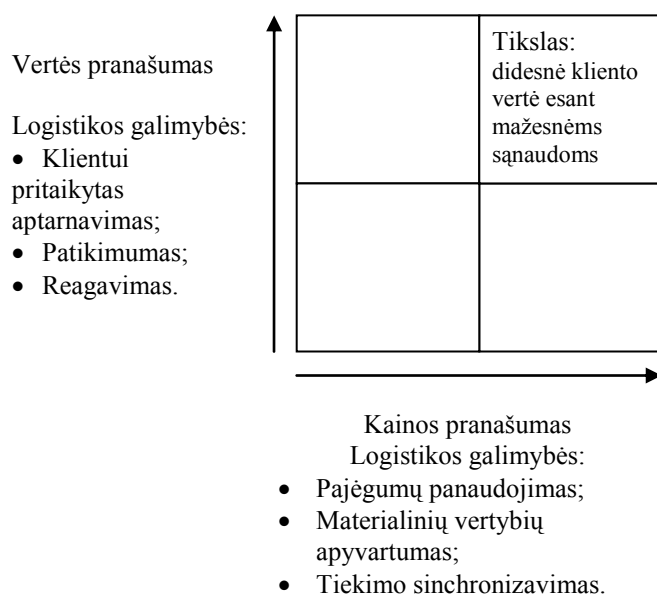 Vertės pranašumas
Logistikos galimybės:
• Klientui
pritaikytas
aptarnavimas;
• Patikimumas;
• Reagavimas.
Tikslas:
didesnė kliento
vertė esant
mažesnėms
sąnaudoms
Kainos pranašumas
Logistikos galimybės:
• Pajėgumų panaudojimas;
• Materialinių vertybių
apyvartumas;
• Tiekimo sinchronizavimas.